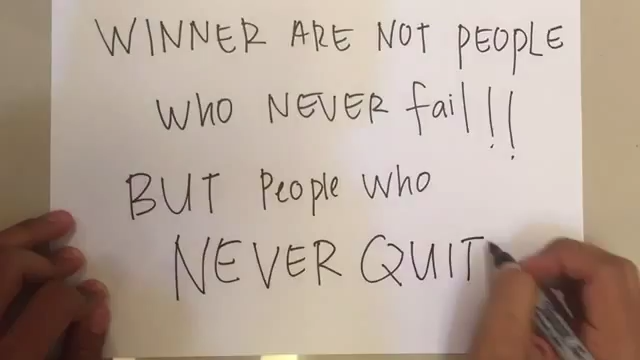 WINNER ARE NOT PEOPLE
WHO NEVER fail!!
BUT People WHO
NEVER QUIT